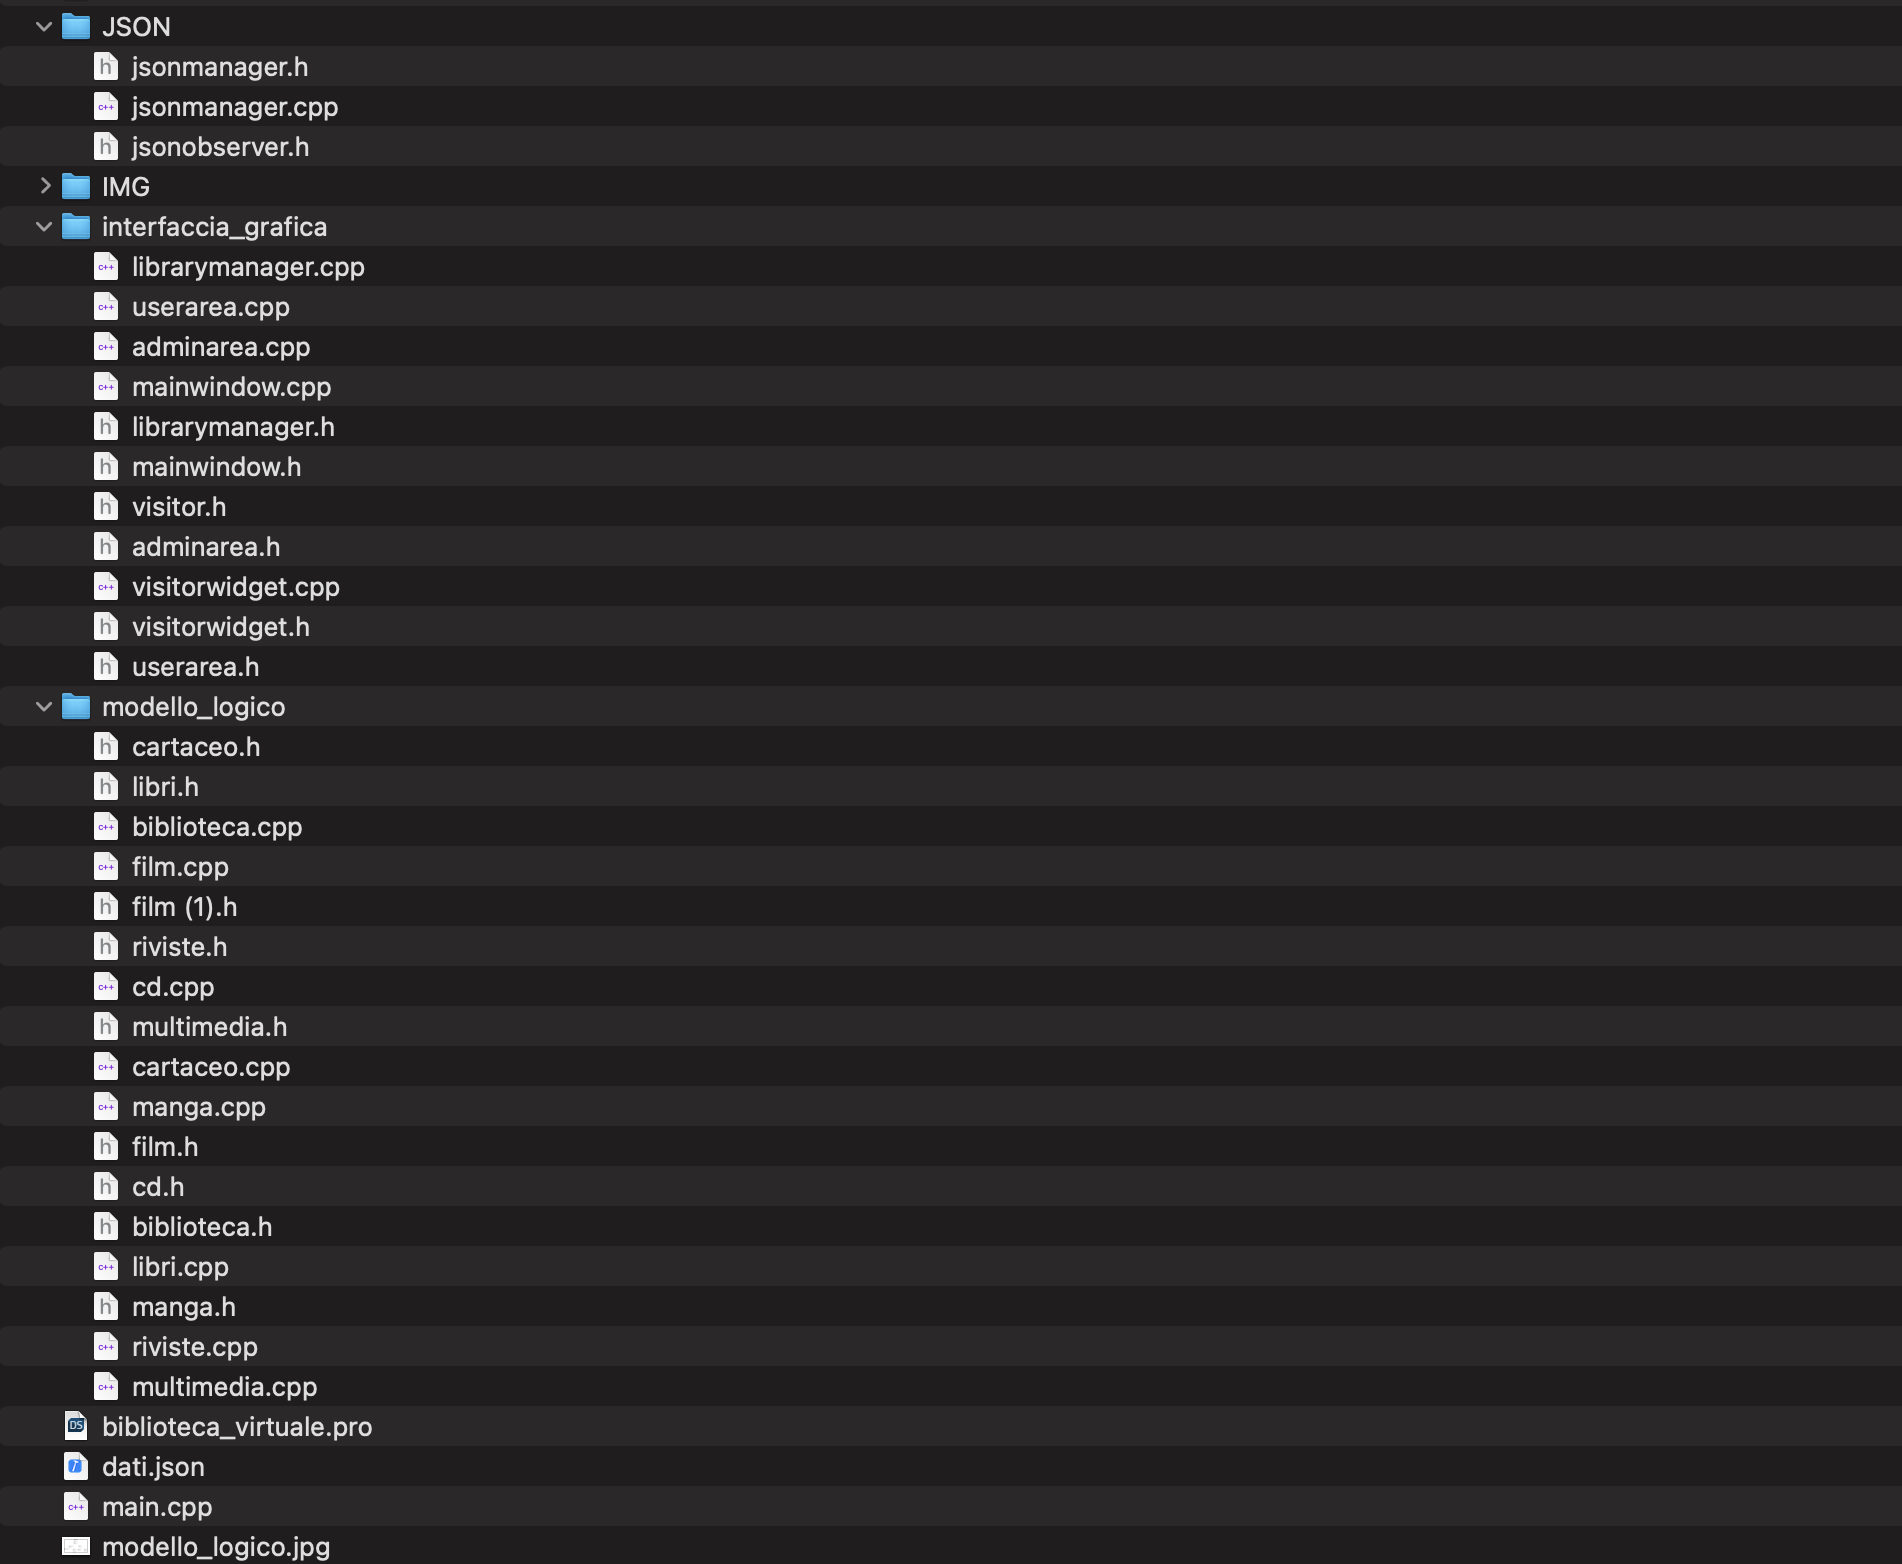 JSON
h jsonmanager.h
c++ jsonmanager.cpp
h jsonobserver.h
IMG
interfaccia_grafica
c++ librarymanager.cpp
c++ userarea.cpp
c++ adminarea.cpp
c++ mainwindow.cpp
h librarymanager.h
h mainwindow.h
h visitor.h
h adminarea.h
c++ visitorwidget.cpp
h visitorwidget.h
h userarea.h
modello_logico
h cartaceo.h
h libri.h
c++ biblioteca.cpp
c++ film.cpp
h film (1).h
h riviste.h
c++ cd.cpp
h multimedia.h
c++ cartaceo.cpp
c++ manga.cpp
h film.h
h cd.h
h biblioteca.h
c++ libri.cpp
h manga.h
c++ riviste.cpp
c++ multimedia.cpp
DS biblioteca_virtuale.pro
T dati.json
c++ main.cpp
modello_logico.jpg